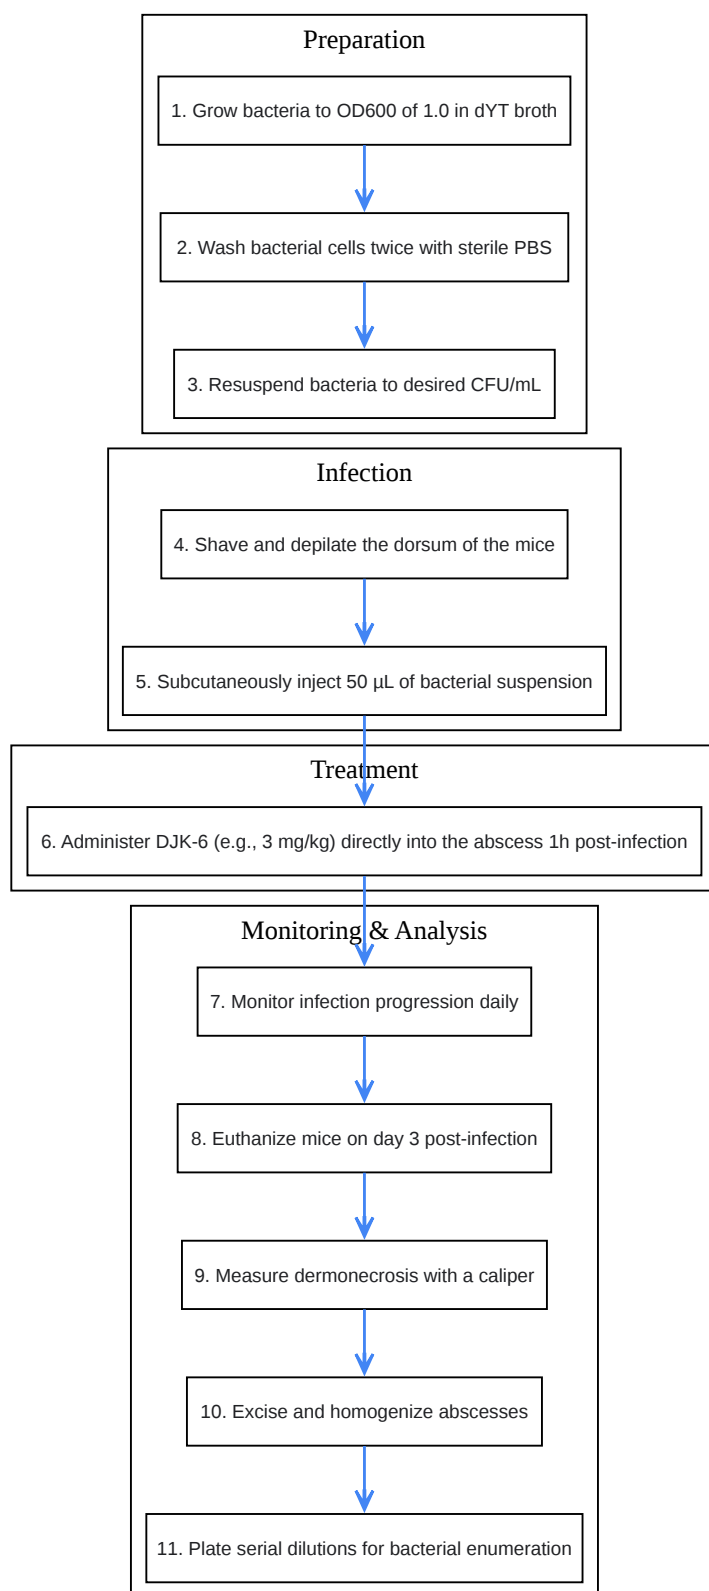 Preparation
1. Grow bacteria to OD600 of 1.0 in dYT broth
2. Wash bacterial cells twice with sterile PBS
3. Resuspend bacteria to desired CFU/mL
Infection
4. Shave and depilate the dorsum of the mice
5. Subcutaneously inject 50 µL of bacterial suspension
Treatment
6. Administer DJK-6 (e.g., 3 mg/kg) directly into the abscess 1h post-infection
Monitoring & Analysis
7. Monitor infection progression daily
8. Euthanize mice on day 3 post-infection
9. Measure dermonecrosis with a caliper
10. Excise and homogenize abscesses
11. Plate serial dilutions for bacterial enumeration